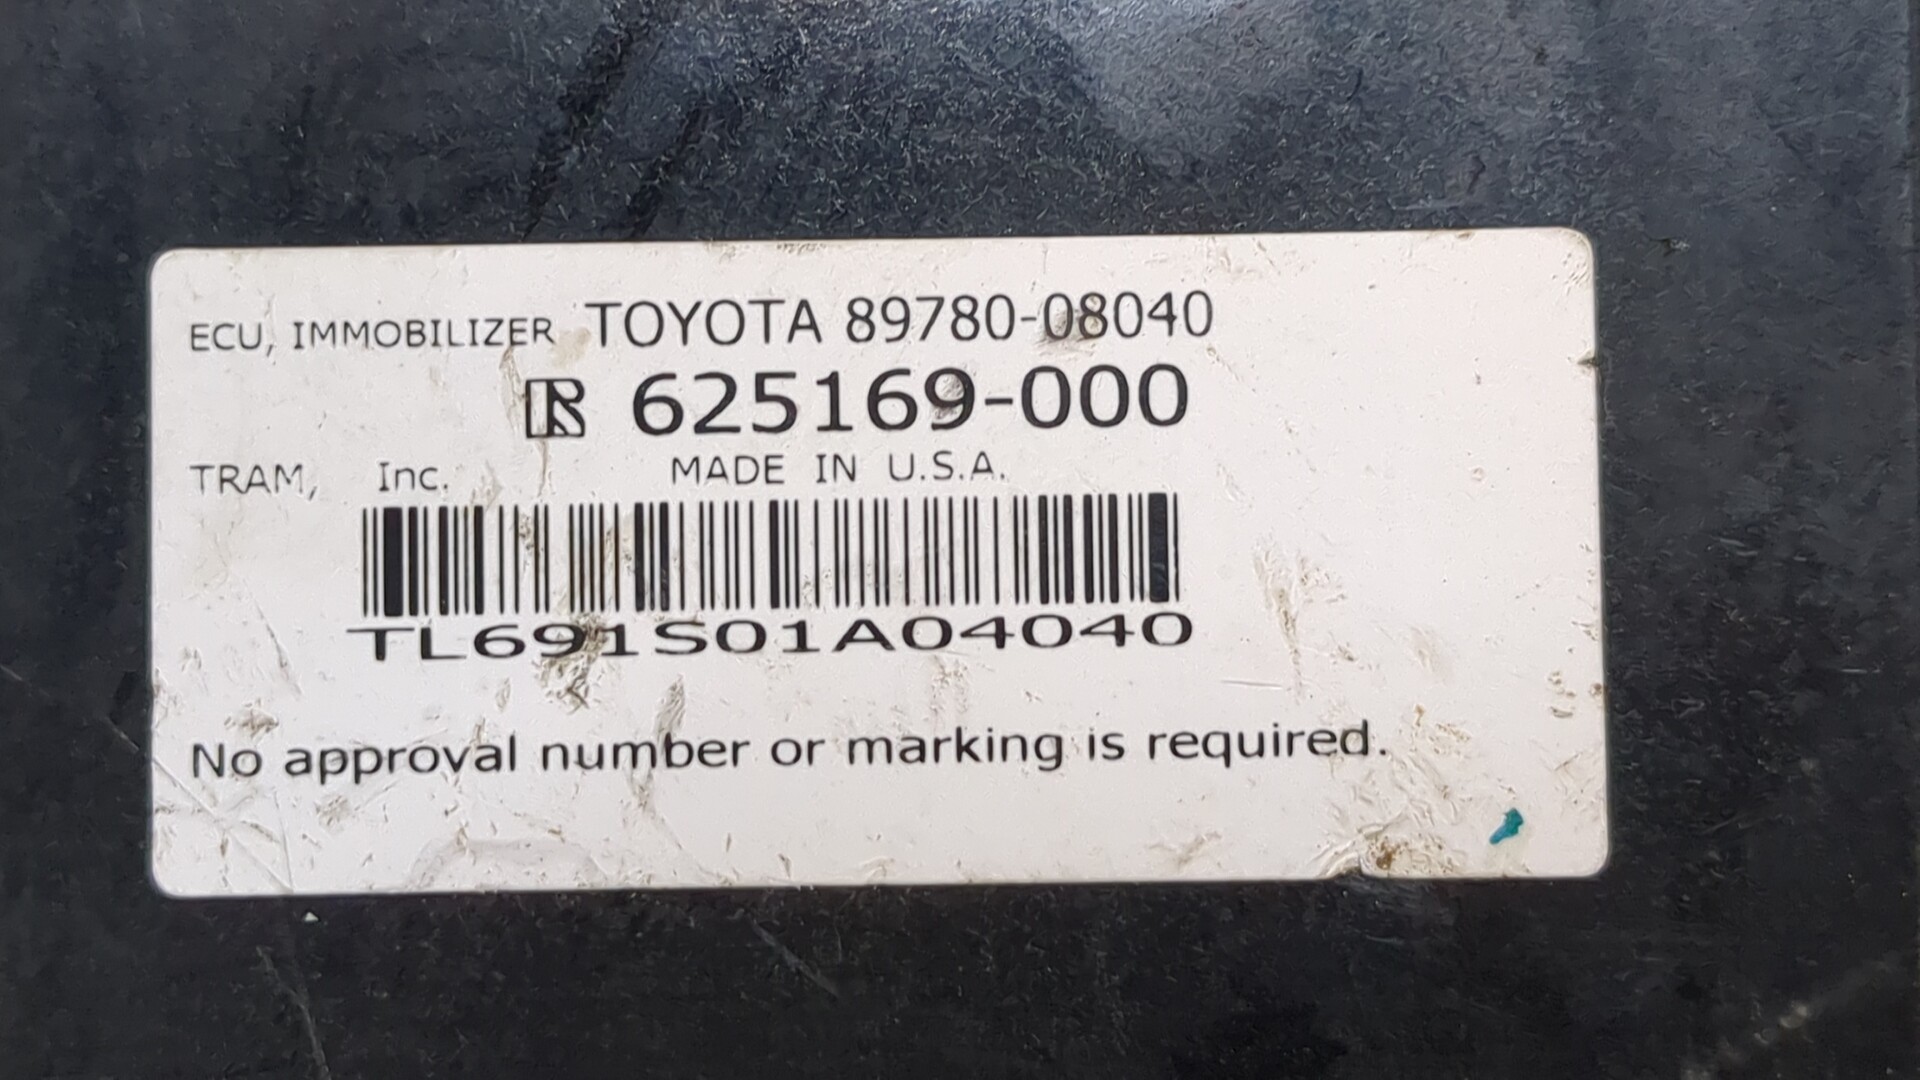 ECU, IMMOBILIZER TOYOTA 89780-08040
625169-000
TRAM, Inc. MADE IN U.S.A.
TL691S01A04040
No approval number or marking is required.